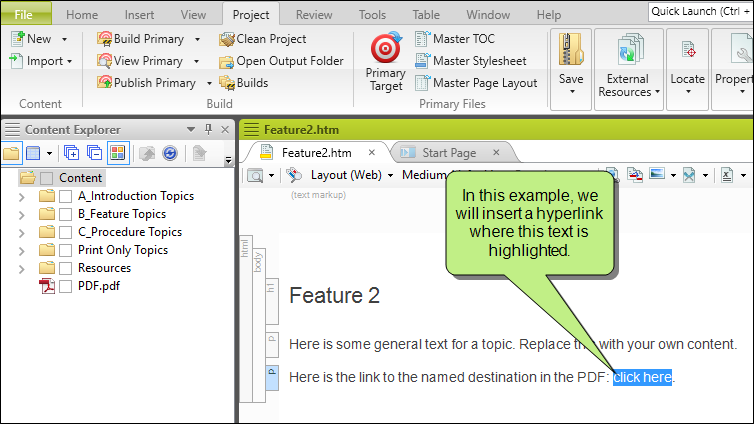 File Home Insert View Project Review Tools Table Window Help Quick Launch (Ctrl +
New
Import
Content
Build Primary
View Primary
Publish Primary
Clean Project
Open Output Folder
Builds
Build
Primary
Target
Master TOC
Master Stylesheet
Master Page Layout
Primary Files
Save
External
Resources
Locate
Propert
Content Explorer
Content
A_Introduction Topics
B_Feature Topics
C_Procedure Topics
Print Only Topics
Resources
PDF.pdf
Feature2.htm
Feature2.htm
Start Page
Layout (Web) Medium
(text markup)
In this example, we
will insert a hyperlink
where this text is
highlighted.
html
body
h1
p
p
Feature 2
Here is some general text for a topic. Replace with your own content.
Here is the link to the named destination in the PDF: click here.